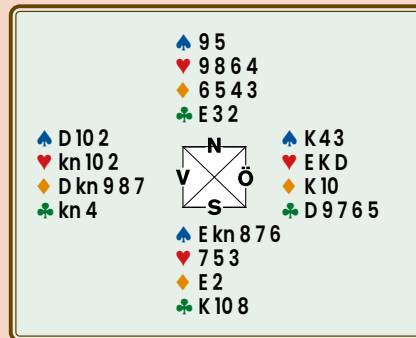 ♠ 9 5
♥ 9 8 6 4
♦ 6 5 4 3
♣ E 3 2
♠ D 10 2
♥ kn 10 2
♦ D kn 9 8 7
♣ kn 4
N
V Ö
S
♠ K 4 3
♥ E K D
♦ K 10
♣ D 9 7 6 5
♠ E kn 8 7 6
♥ 7 5 3
♦ E 2
♣ K 10 8